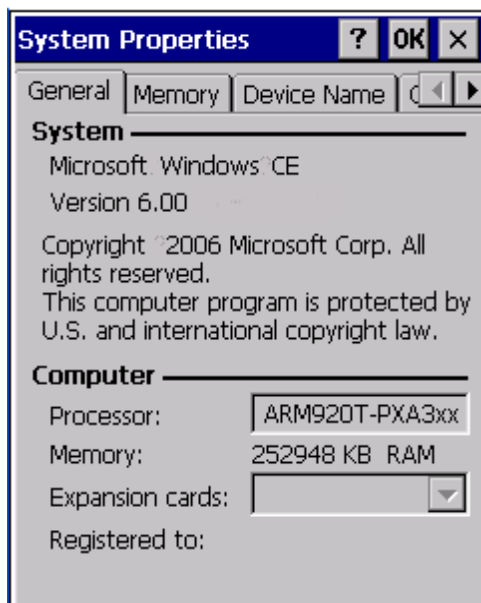 System Properties ? OK ×
General Memory Device Name
System
Microsoft Windows CE
Version 6.00
Copyright 2006 Microsoft Corp. All
rights reserved.
This computer program is protected by
U.S. and international copyright law.
Computer
Processor: ARM920T-PXA3xx
Memory: 252948 KB RAM
Expansion cards:
Registered to: